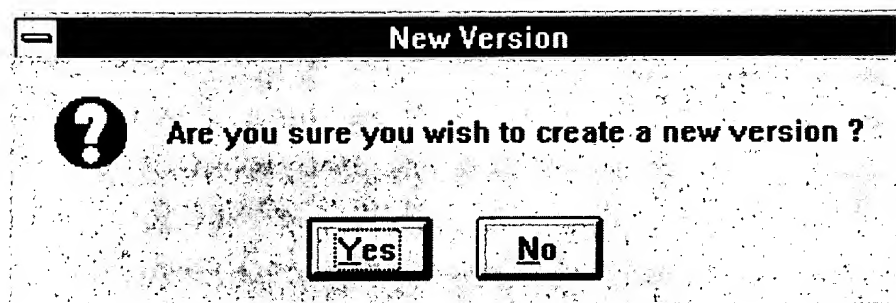 New Version
? Are you sure you wish to create a new version ?
Yes No